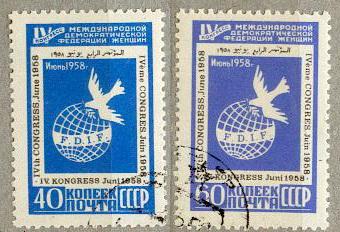 IV КОНГРЕСС МЕЖДУНАРОДНОЙ
ДЕМОКРАТИЧЕСКОЙ
ФЕДЕРАЦИИ ЖЕНЩИН
المؤتمر الرابع يونيو ١٩٥٨
Июнь 1958
IVth CONGRESS, June 1958
IVème CONGRES, Juin 1958
F.D.I.F.
IV. KONGRESS Juni 1958
40 КОПЕЕК
ПОЧТА СССР
IV КОНГРЕСС МЕЖДУНАРОДНОЙ
ДЕМОКРАТИЧЕСКОЙ
ФЕДЕРАЦИИ ЖЕНЩИН
المؤتمر الرابع يونيو ١٩٥٨
Июнь 1958
IVth CONGRESS, June 1958
IVème CONGRES, Juin 1958
F.D.I.F.
IV. KONGRESS Juni 1958
60 КОПЕЕК
ПОЧТА СССР